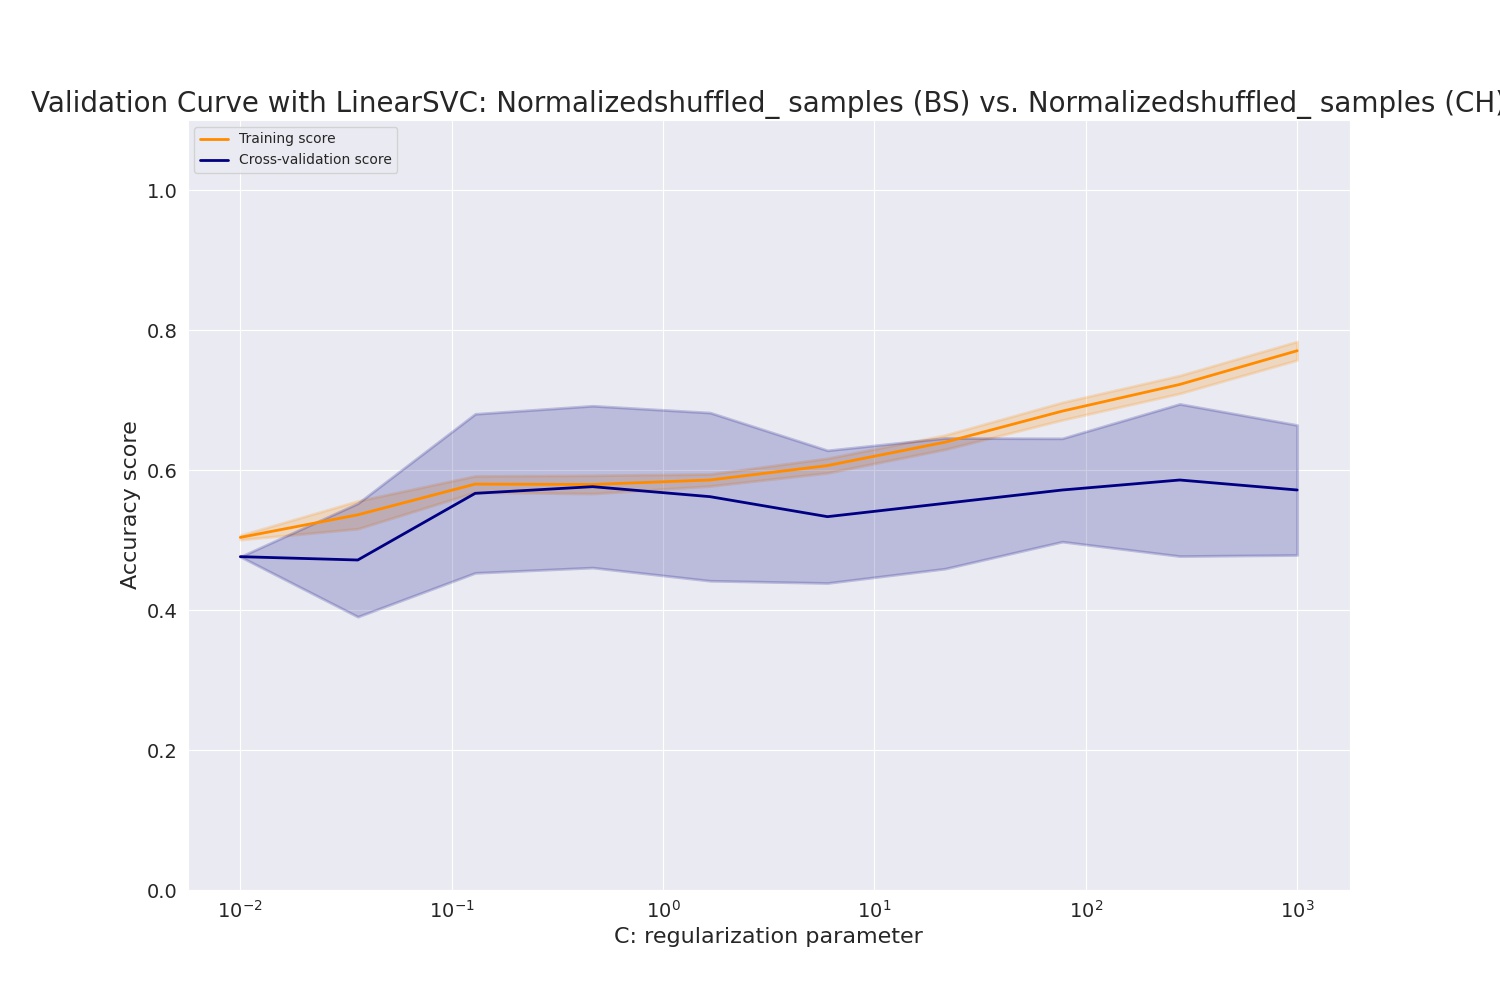 Validation Curve with LinearSVC: Normalizedshuffled_ samples (BS) vs. Normalizedshuffled_ samples (CH)
Training score
Cross-validation score
1.0
0.8
0.6
0.4
0.2
0.0
Accuracy score
10⁻² 10⁻¹ 10⁰ 10¹ 10² 10³
C: regularization parameter